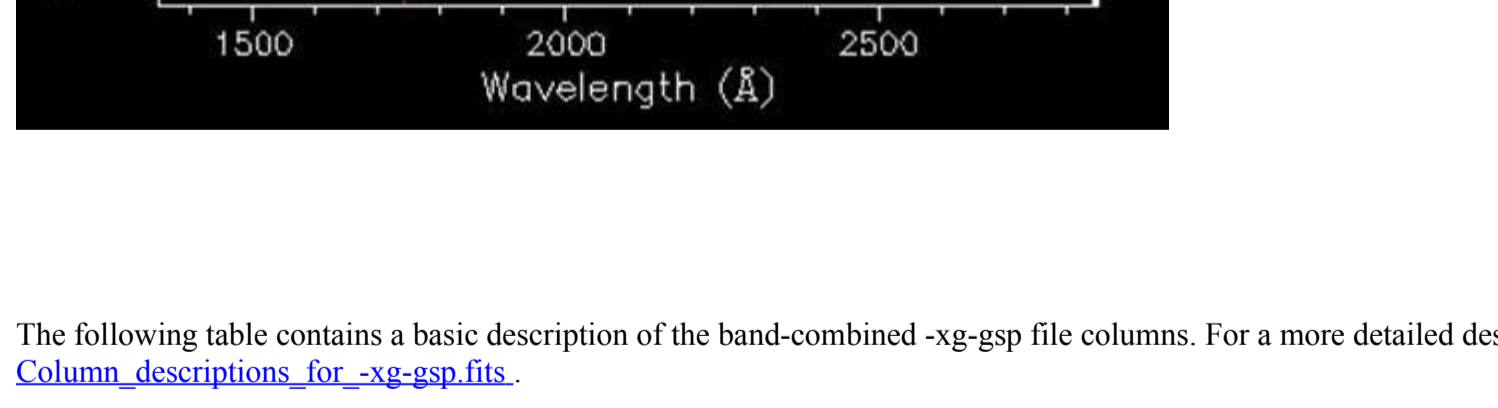 1500 2000 2500
Wavelength (Å)
The following table contains a basic description of the band-combined -xg-gsp file columns. For a more detailed des
Column_descriptions_for_-xg-gsp.fits .